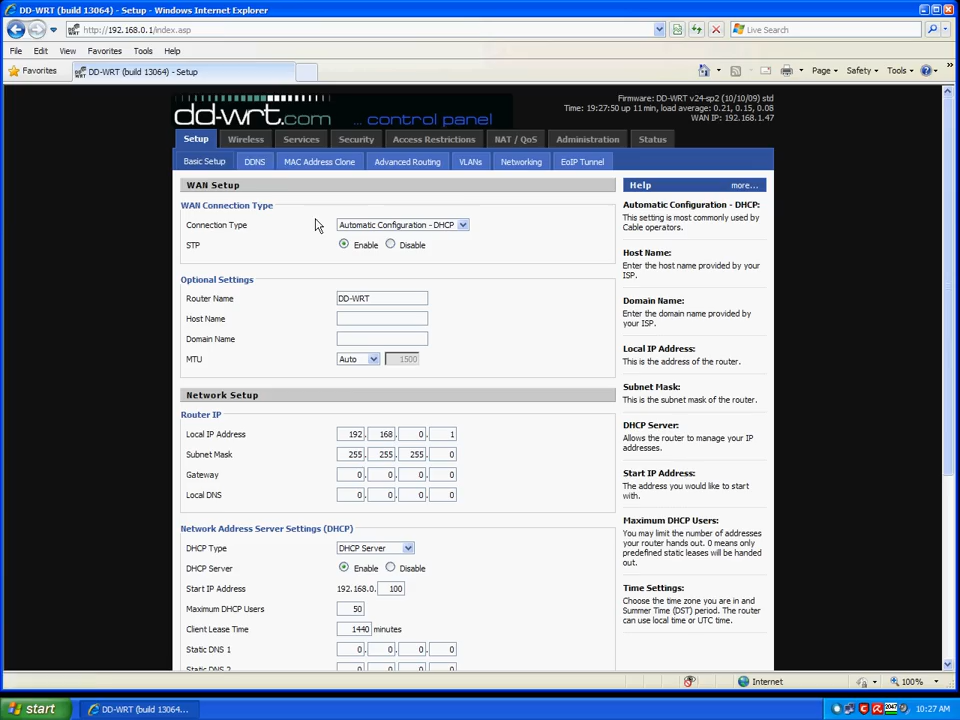 DD-WRT (build 13064) - Setup - Windows Internet Explorer
http://192.168.0.1/index.asp
Live Search
File Edit View Favorites Tools Help
Favorites DD-WRT (build 13064) - Setup Page Safety Tools
dd-wrt.com ... control panel
Firmware: DD-WRT v24-sp2 (10/10/09) std
Time: 19:27:50 up 11 min, load average: 0.21, 0.15, 0.08
WAN IP: 192.168.1.47
Setup Wireless Services Security Access Restrictions NAT / QoS Administration Status
Basic Setup DDNS MAC Address Clone Advanced Routing VLANs Networking EoIP Tunnel
WAN Setup
WAN Connection Type
Connection Type Automatic Configuration - DHCP
STP Enable Disable
Optional Settings
Router Name DD-WRT
Host Name
Domain Name
MTU Auto 1500
Network Setup
Router IP
Local IP Address 192. 168. 0. 1
Subnet Mask 255. 255. 255. 0
Gateway 0. 0. 0. 0
Local DNS 0. 0. 0. 0
Network Address Server Settings (DHCP)
DHCP Type DHCP Server
DHCP Server Enable Disable
Start IP Address 192.168.0. 100
Maximum DHCP Users 50
Client Lease Time 1440 minutes
Static DNS 1 0. 0. 0. 0
Static DNS 2 0. 0. 0. 0
Help more...
Automatic Configuration - DHCP:
This setting is most commonly used by
Cable operators.
Host Name:
Enter the host name provided by your
ISP.
Domain Name:
Enter the domain name provided by
your ISP.
Local IP Address:
This is the address of the router.
Subnet Mask:
This is the subnet mask of the router.
DHCP Server:
Allows the router to manage your IP
addresses.
Start IP Address:
The address you would like to start
with.
Maximum DHCP Users:
You may limit the number of addresses
your router hands out. 0 means only
predefined static leases will be handed
out.
Time Settings:
Choose the time zone you are in and
Summer Time (DST) period. The router
can use local time or UTC time.
Internet 100%
start DD-WRT (build 13064... 2047 10:27 AM